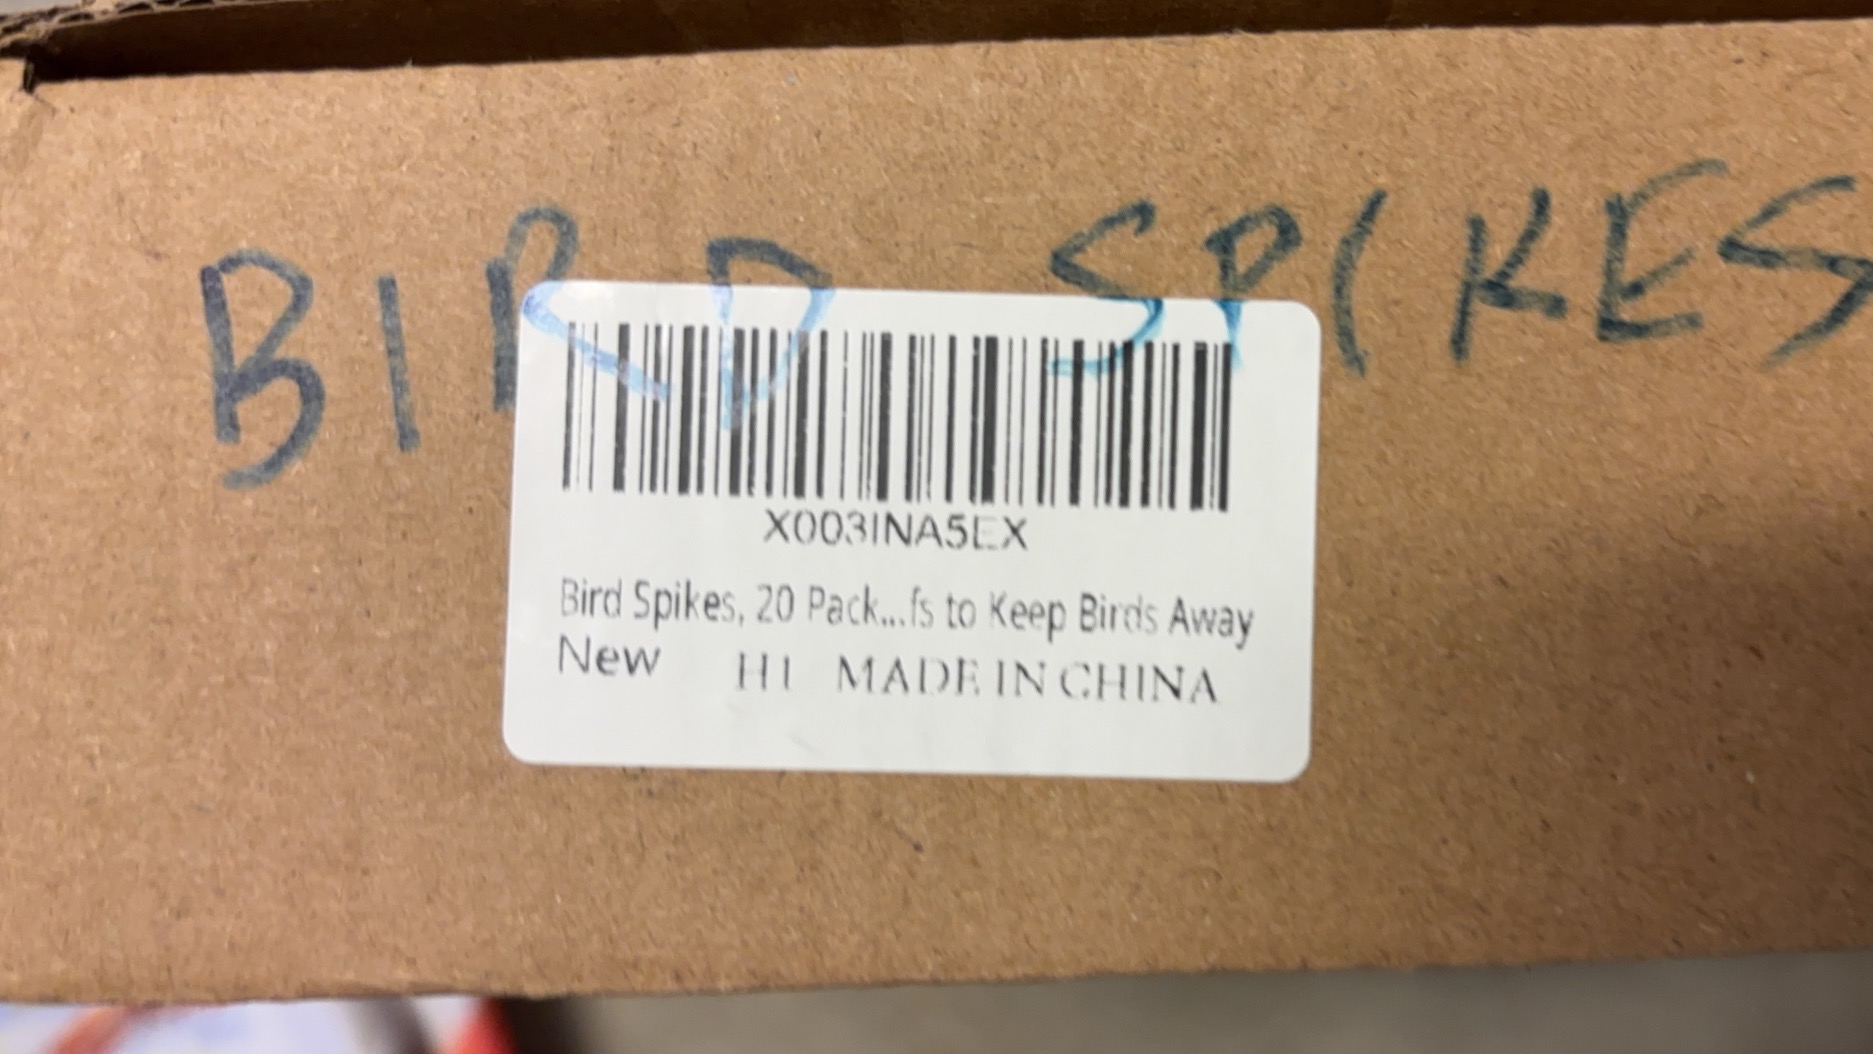 BIRD SPIKES
X003INA5EX
Bird Spikes, 20 Pack...fs to Keep Birds Away
New H1 MADE IN CHINA